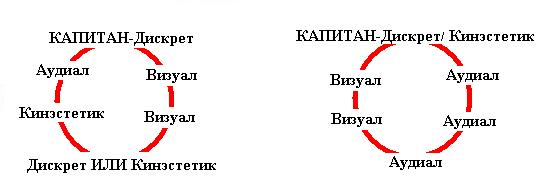 КАПИТАН-Дискрет
Аудиал
Визуал
Кинэстетик
Визуал
Дискрет ИЛИ Кинэстетик
КАПИТАН-Дискрет/ Кинэстетик
Визуал
Аудиал
Визуал
Аудиал
Аудиал